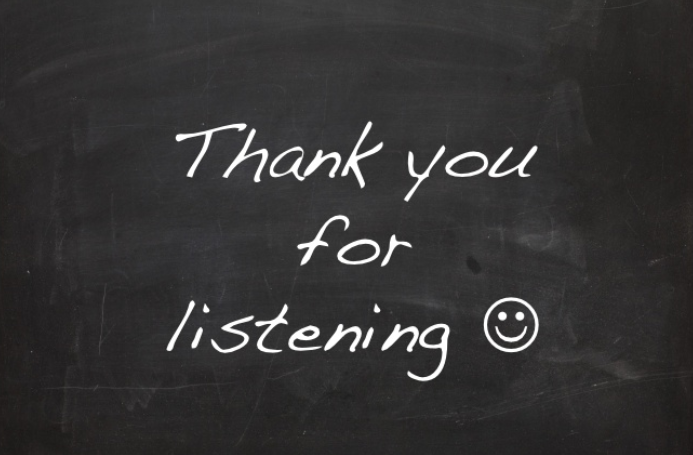 Thank you
for
listening ☺